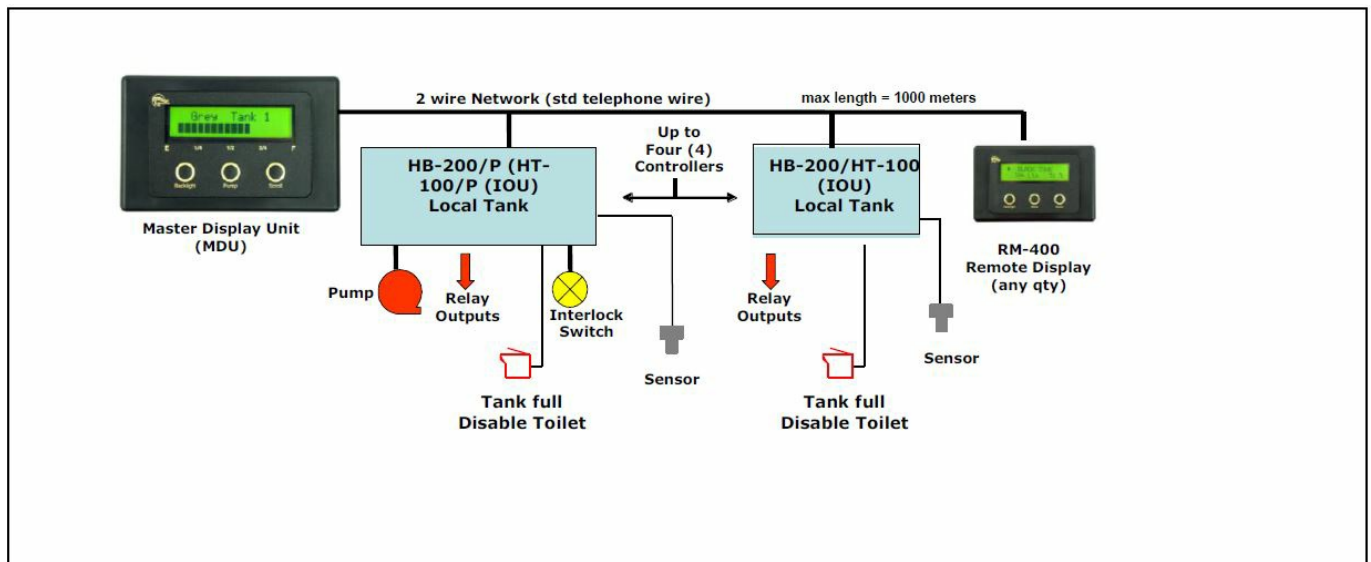 2 wire Network (std telephone wire)
max length = 1000 meters
Grey Tank 1
E 1/4 1/2 3/4 F
Backlight Pump Scroll
Master Display Unit
(MDU)
HB-200/P (HT-
100/P (IOU)
Local Tank
Up to
Four (4)
Controllers
HB-200/HT-100
(IOU)
Local Tank
RM-400
Remote Display
(any qty)
Pump
Relay
Outputs
Interlock
Switch
Sensor
Tank full
Disable Toilet
Relay
Outputs
Sensor
Tank full
Disable Toilet